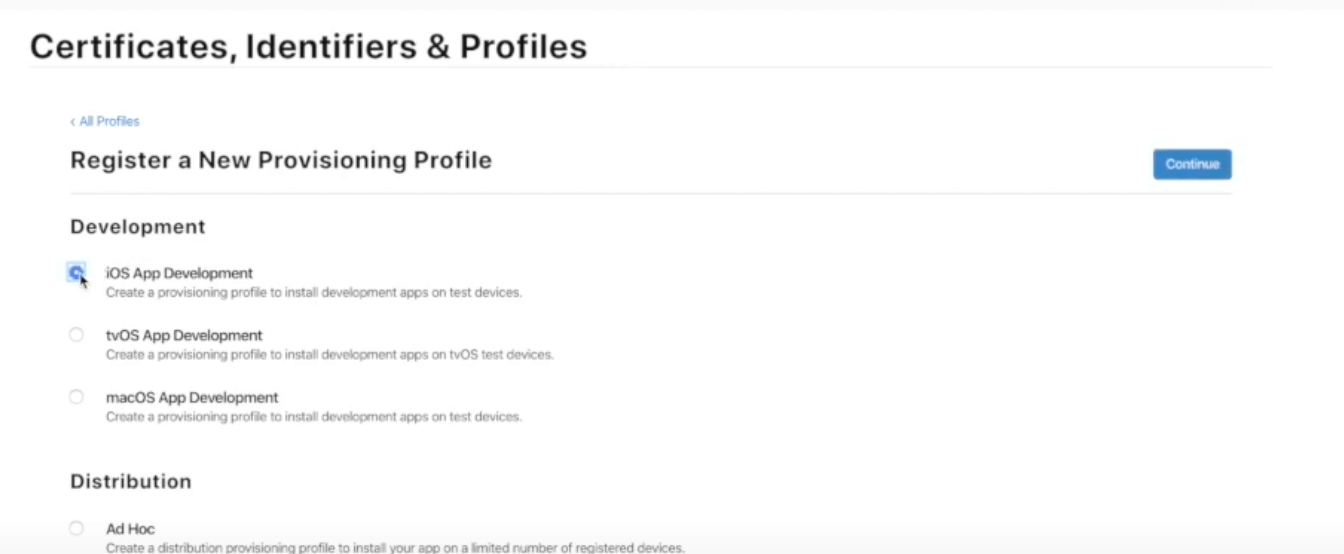 Certificates, Identifiers & Profiles
< All Profiles
Register a New Provisioning Profile
Continue
Development
iOS App Development
Create a provisioning profile to install development apps on test devices.
tvOS App Development
Create a provisioning profile to install development apps on tvOS test devices.
macOS App Development
Create a provisioning profile to install development apps on test devices.
Distribution
Ad Hoc
Create a distribution provisioning profile to install your app on a limited number of registered devices.